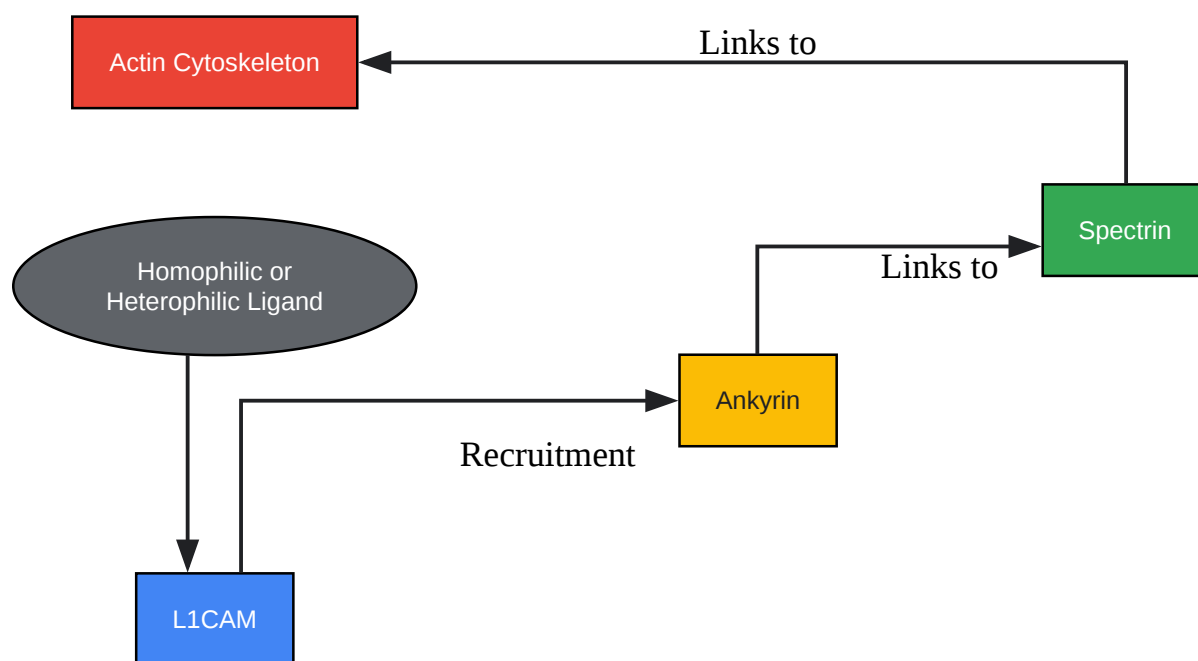 Links to
Actin Cytoskeleton
Spectrin
Homophilic or
Heterophilic Ligand
Links to
Ankyrin
Recruitment
L1CAM